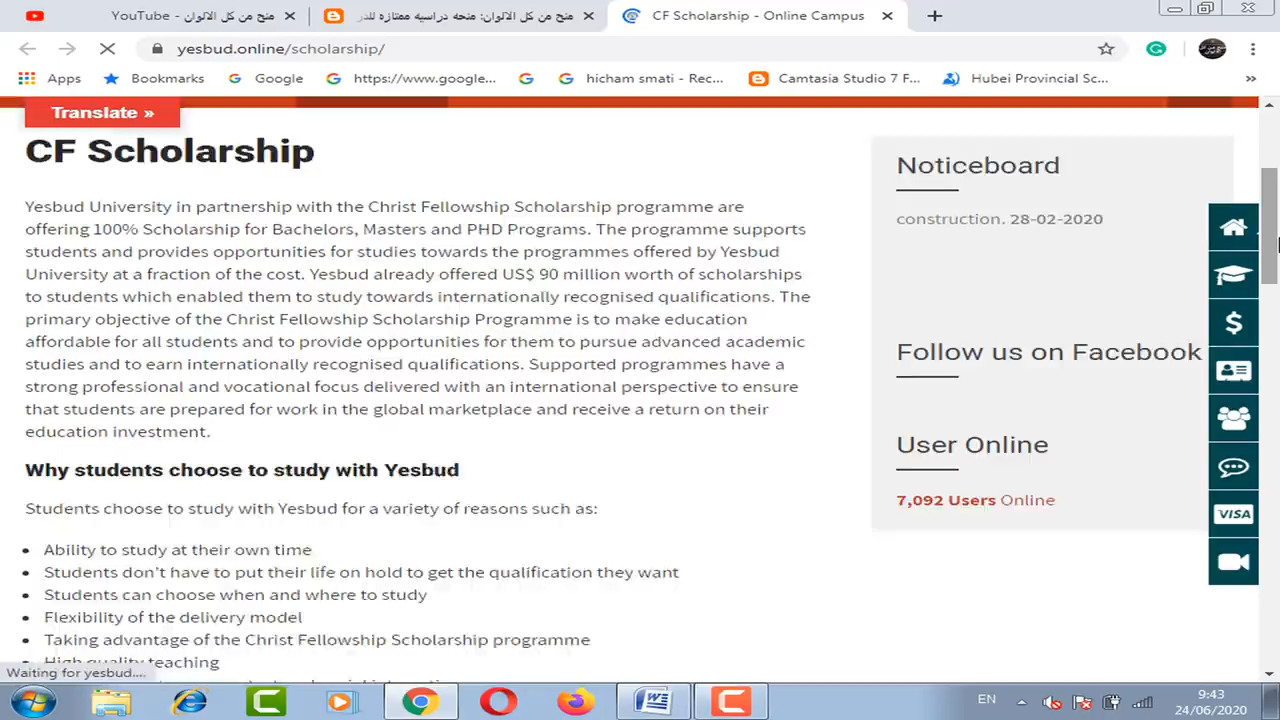 منح من كل الالوان - YouTube
منح من كل الالوان: منحه دراسيه ممتازه للدر
CF Scholarship - Online Campus
yesbud.online/scholarship/
Apps
Bookmarks
Google
https://www.google...
hicham smati - Rec...
Camtasia Studio 7 F...
Hubei Provincial Sc...
»
Translate »
CF Scholarship
Yesbud University in partnership with the Christ Fellowship Scholarship programme are
offering 100% Scholarship for Bachelors, Masters and PHD Programs. The programme supports
students and provides opportunities for studies towards the programmes offered by Yesbud
University at a fraction of the cost. Yesbud already offered US$ 90 million worth of scholarships
to students which enabled them to study towards internationally recognised qualifications. The
primary objective of the Christ Fellowship Scholarship Programme is to make education
affordable for all students and to provide opportunities for them to pursue advanced academic
studies and to earn internationally recognised qualifications. Supported programmes have a
strong professional and vocational focus delivered with an international perspective to ensure
that students are prepared for work in the global marketplace and receive a return on their
education investment.
Why students choose to study with Yesbud
Students choose to study with Yesbud for a variety of reasons such as:
• Ability to study at their own time
• Students don't have to put their life on hold to get the qualification they want
• Students can choose when and where to study
• Flexibility of the delivery model
• Taking advantage of the Christ Fellowship Scholarship programme
• High quality teaching
Noticeboard
construction. 28-02-2020
Follow us on Facebook
User Online
7,092 Users Online
VISA
Waiting for yesbud....
EN
9:43
24/06/2020